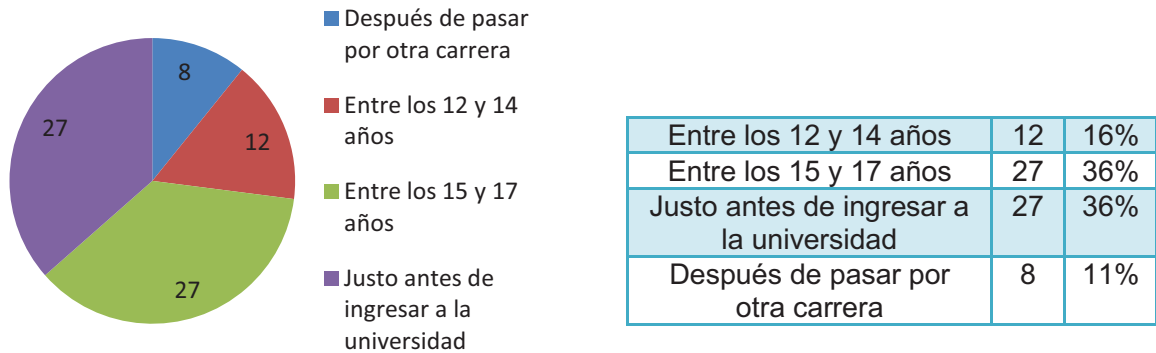 8
12
27
27
Después de pasar
por otra carrera
Entre los 12 y 14
años
Entre los 15 y 17
años
Justo antes de
ingresar a la
universidad
Entre los 12 y 14 años 12 16%
Entre los 15 y 17 años 27 36%
Justo antes de ingresar a 27 36%
la universidad
Después de pasar por 8 11%
otra carrera